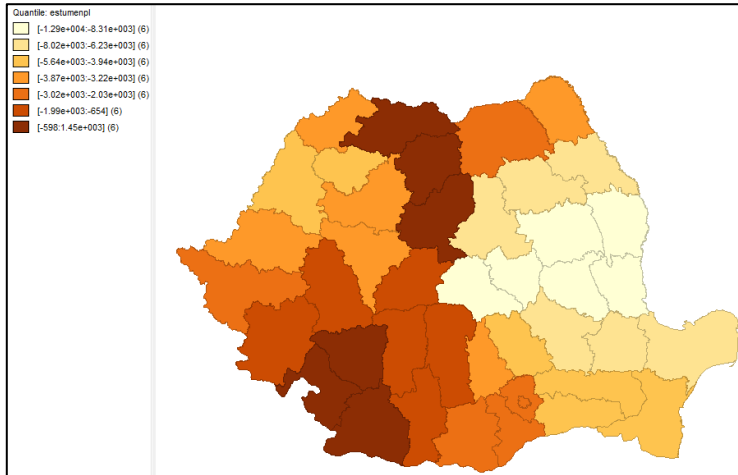 Quantile: estumenpl
[-1.29e+004:-8.31e+003] (6)
[-8.02e+003:-6.23e+003] (6)
[-5.64e+003:-3.94e+003] (6)
[-3.87e+003:-3.22e+003] (6)
[-3.02e+003:-2.03e+003] (6)
[-1.99e+003:-654] (6)
[-598:1.45e+003] (6)